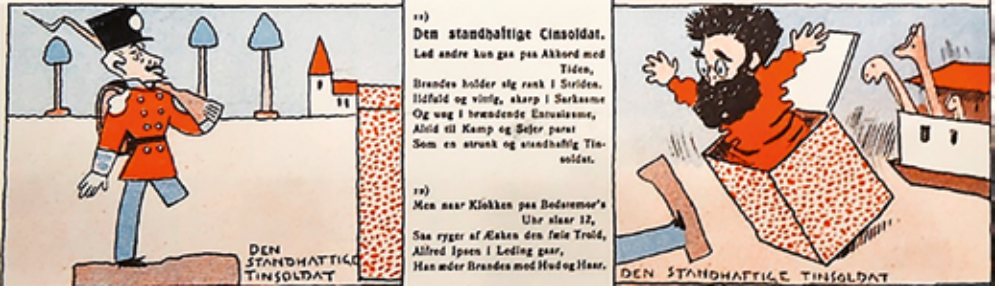 DEN
STANDHAFTIGE
TINSOLDAT
11)
Den standhaftige Tinsoldat.
Lad andre kun gaa paa Akkord med
Tiden,
Brandes holder sig rank i Striden.
Ildfuld og vittig, skarp i Sarkasme
Og ung i brændende Entusiasme,
Altid til Kamp og Sejer parat
Som en strunk og standhaftig Tin-
soldat.
12)
Men naar Klokken paa Bedstemor's
Uhr slaar 12,
Saa ryger af Æsken den fæle Trold,
Alfred Ipsen i Leding gaar,
Han æder Brandes med Hud og Haar.
DEN STANDHAFTIGE TINSOLDAT